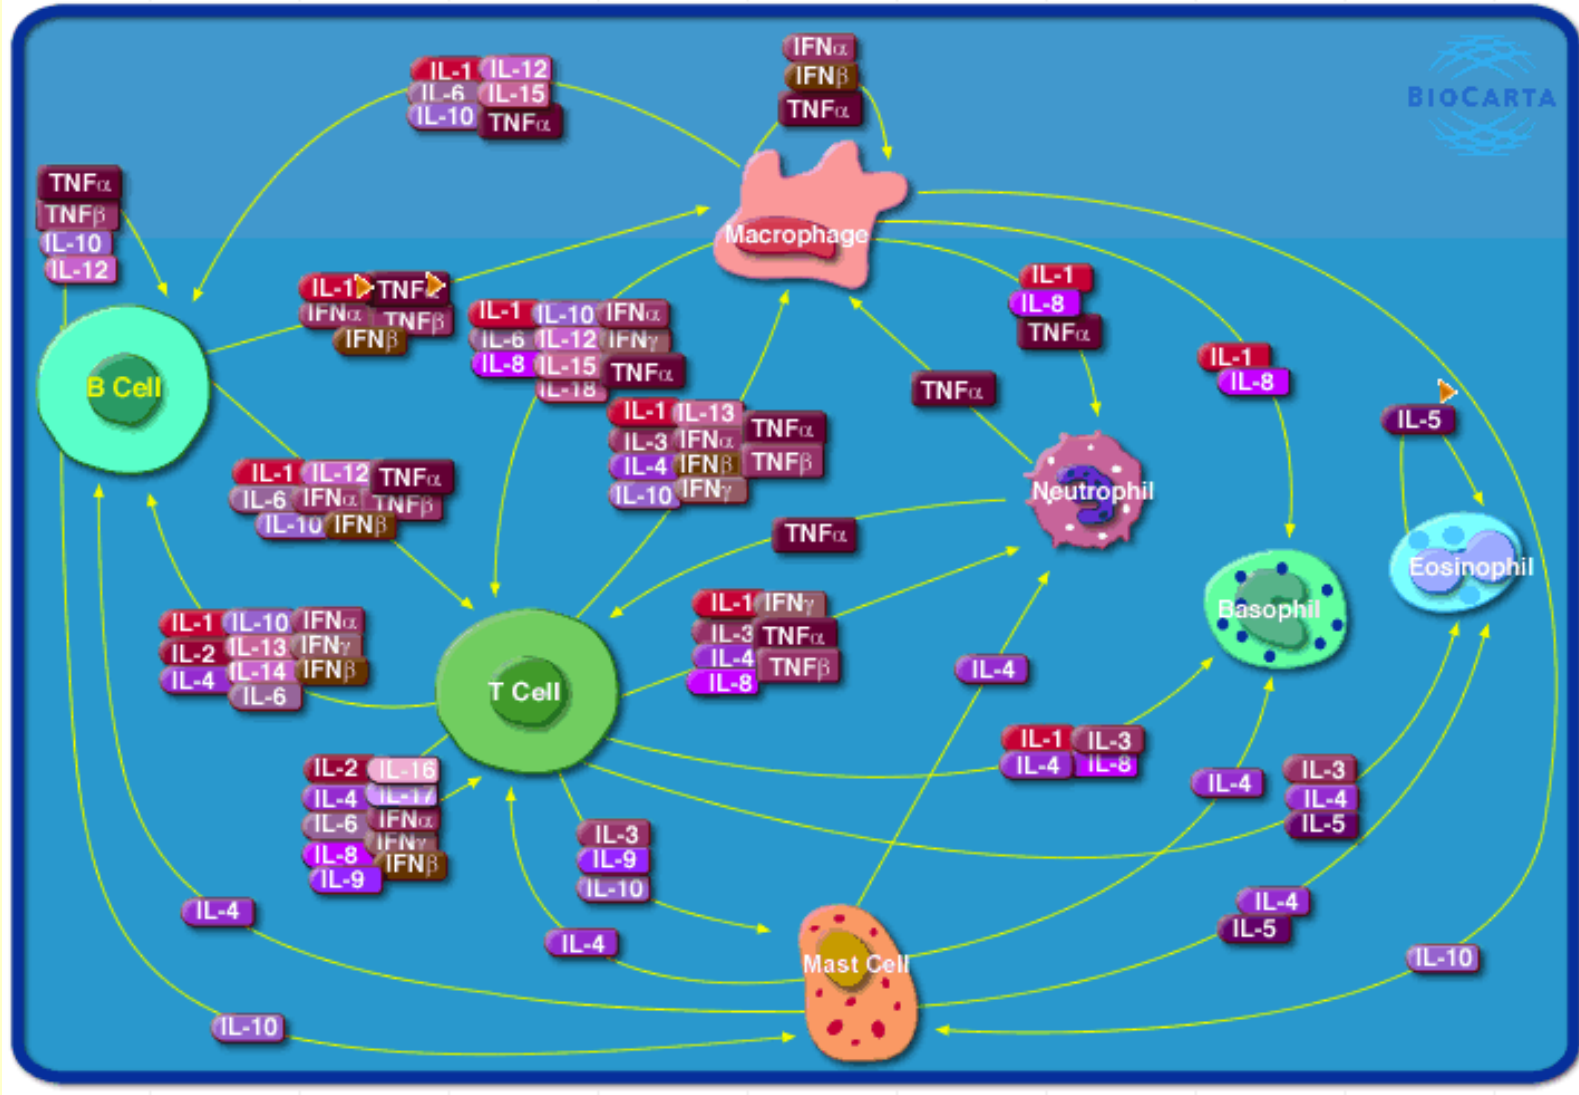 IFNα
IFNβ
TNFα
BIOCARTA
IL-1 IL-12
IL-6 IL-15
IL-10 TNFα
TNFα
TNFβ
IL-10
IL-12
Macrophage
IL-1 TNFα
IFNα TNFβ
IFNβ
IL-1 IL-10 IFNα
IL-6 IL-12 IFNγ
IL-8 IL-15 TNFα
IL-18
IL-1
IL-8
TNFα
IL-1
IL-8
B Cell
TNFα
IL-5
IL-1 IL-13 TNFα
IL-3 IFNα
IL-4 IFNβ TNFβ
IL-10 IFNγ
IL-1 IL-12 TNFα
IL-6 IFNα TNFβ
IL-10 IFNβ
Neutrophil
TNFα
Eosinophil
Basophil
IL-1 IL-10 IFNα
IL-2 IL-13 IFNγ
IL-4 IL-14 IFNβ
IL-6
IL-1 IFNγ
IL-3 TNFα
IL-4 TNFβ
IL-8
T Cell
IL-4
IL-1 IL-3
IL-4 IL-8
IL-2 IL-16
IL-4 IL-17
IL-6 IFNα
IFNγ
IL-8 IFNβ
IL-9
IL-4
IL-3
IL-4
IL-5
IL-3
IL-9
IL-10
IL-4
IL-4
IL-4
IL-5
Mast Cell
IL-10
IL-10